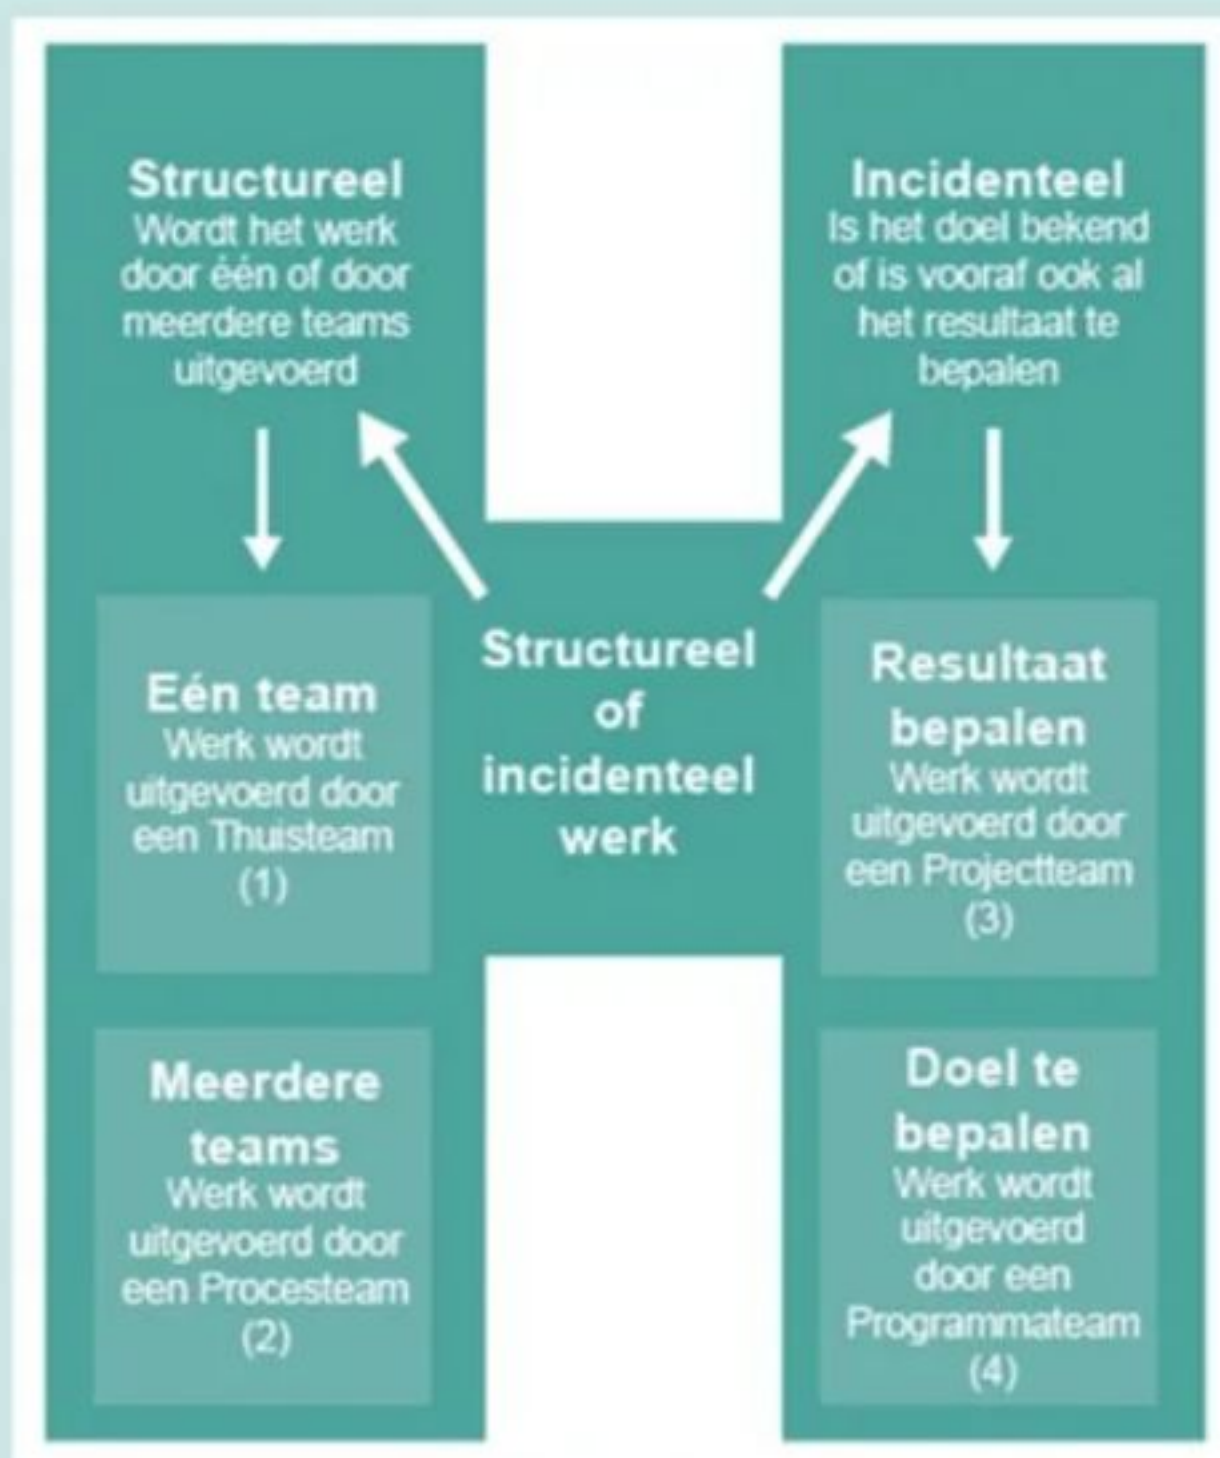 Structureel
Wordt het werk
door één of door
meerdere teams
uitgevoerd
Eén team
Werk wordt
uitgevoerd door
een Thuisteam
(1)
Meerdere
teams
Werk wordt
uitgevoerd door
een Procesteam
(2)
Structureel
of
incidenteel
werk
Incidenteel
Is het doel bekend
of is vooraf ook al
het resultaat te
bepalen
Resultaat
bepalen
Werk wordt
uitgevoerd door
een Projectteam
(3)
Doel te
bepalen
Werk wordt
uitgevoerd
door een
Programmateam
(4)